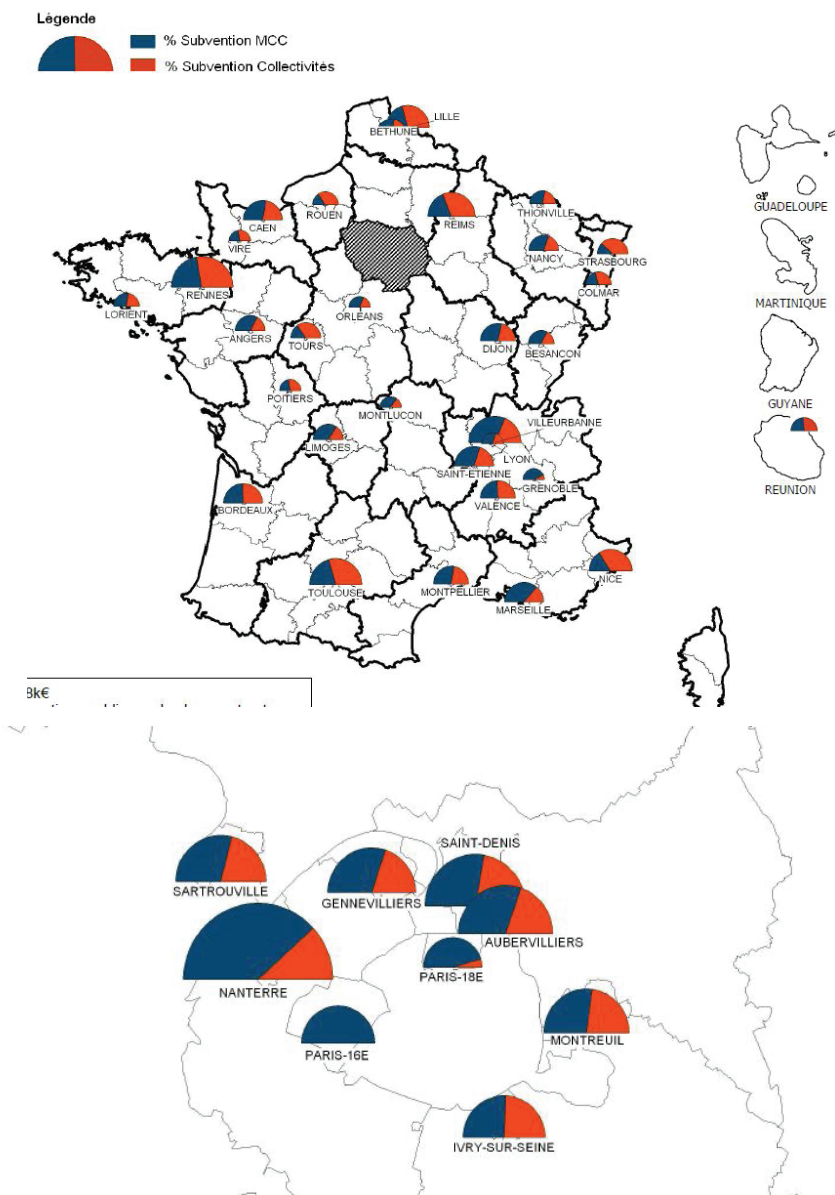 Légende
% Subvention MCC
% Subvention Collectivités
LILLE
BETHUNE
ROUEN
CAEN
VIRE
REIMS
THIONVILLE
NANCY
STRASBOURG
COLMAR
RENNES
LORIENT
ORLEANS
ANGERS
TOURS
DIJON
BESANCON
POITIERS
MONTLUCON
LIMOGES
VILLEURBANNE
LYON
SAINT-ETIENNE
GRENOBLE
VALENCE
BORDEAUX
TOULOUSE
MONTPELLIER
MARSEILLE
NICE
GUADELOUPE
MARTINIQUE
GUYANE
REUNION
8k€
SAINT-DENIS
SARTROUVILLE
GENNEVILLIERS
AUBERVILLIERS
PARIS-18E
NANTERRE
PARIS-16E
MONTREUIL
IVRY-SUR-SEINE